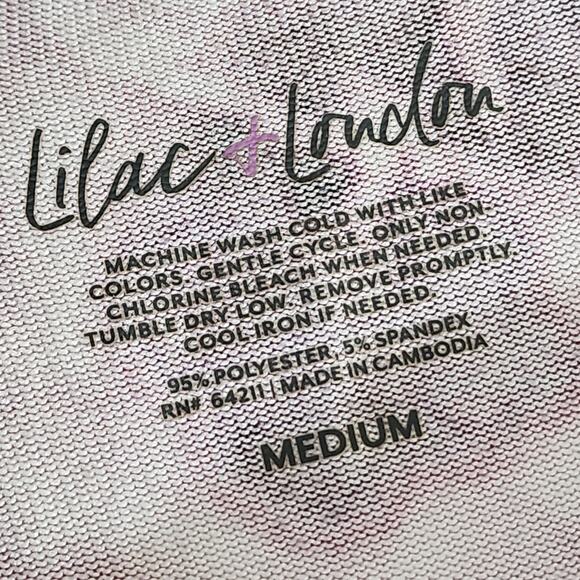 Lilac + London
MACHINE WASH COLD WITH LIKE
COLORS. GENTLE CYCLE. ONLY NON-
CHLORINE BLEACH WHEN NEEDED.
TUMBLE DRY LOW. REMOVE PROMPTLY.
COOL IRON IF NEEDED.
95% POLYESTER, 5% SPANDEX
RN# 64211 | MADE IN CAMBODIA
MEDIUM